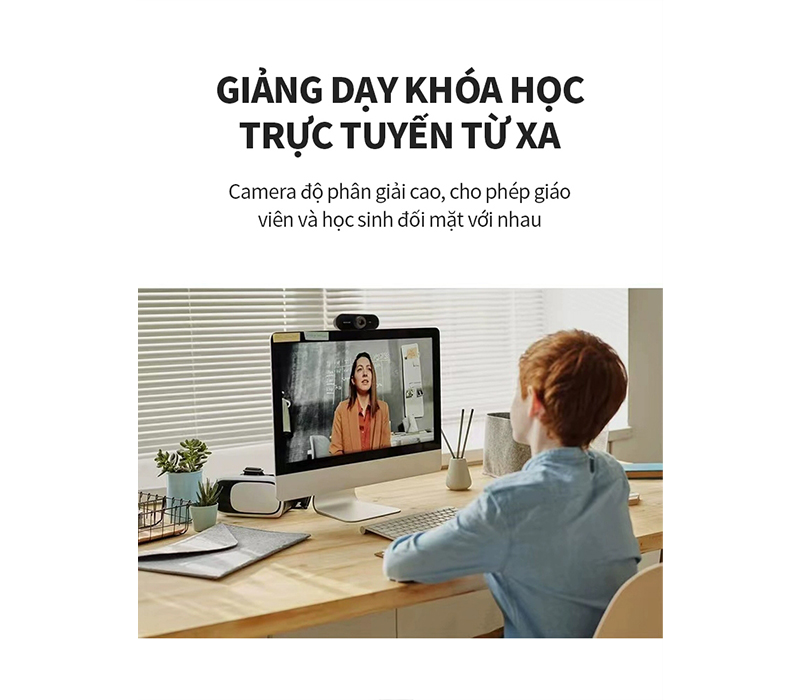 GIẢNG DẠY KHÓA HỌC
TRỰC TUYẾN TỪ XA
Camera độ phân giải cao, cho phép giáo
viên và học sinh đối mặt với nhau